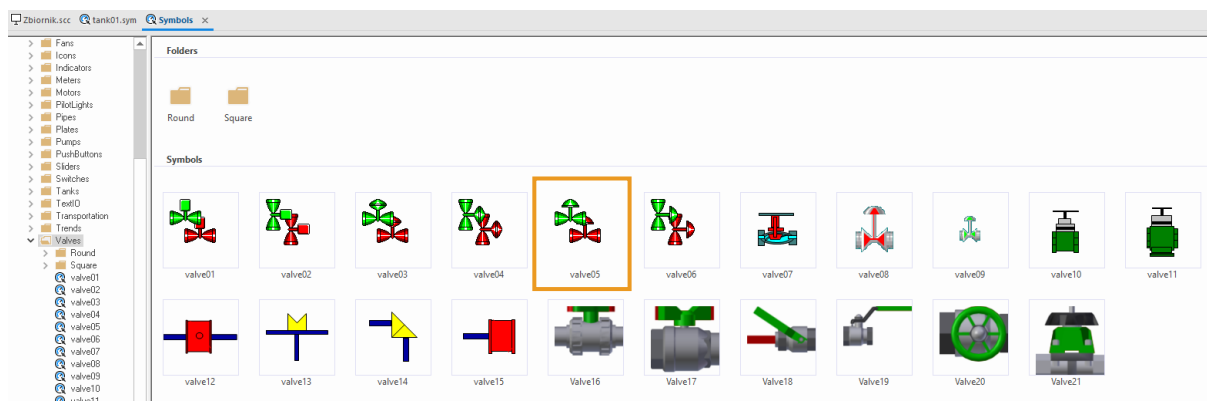 Zbiornik.scc tank01.sym Symbols ×
Fans
Icons
Indicators
Meters
Motors
PilotLights
Pipes
Plates
Pumps
PushButtons
Sliders
Switches
Tanks
TextIO
Transportation
Trends
Valves
Round
Square
valve01
valve02
valve03
valve04
valve05
valve06
valve07
valve08
valve09
valve10
valve11
Folders
Round Square
Symbols
valve01 valve02 valve03 valve04 valve05 valve06 valve07 valve08 valve09 valve10 valve11
valve12 valve13 valve14 valve15 Valve16 Valve17 Valve18 Valve19 Valve20 Valve21